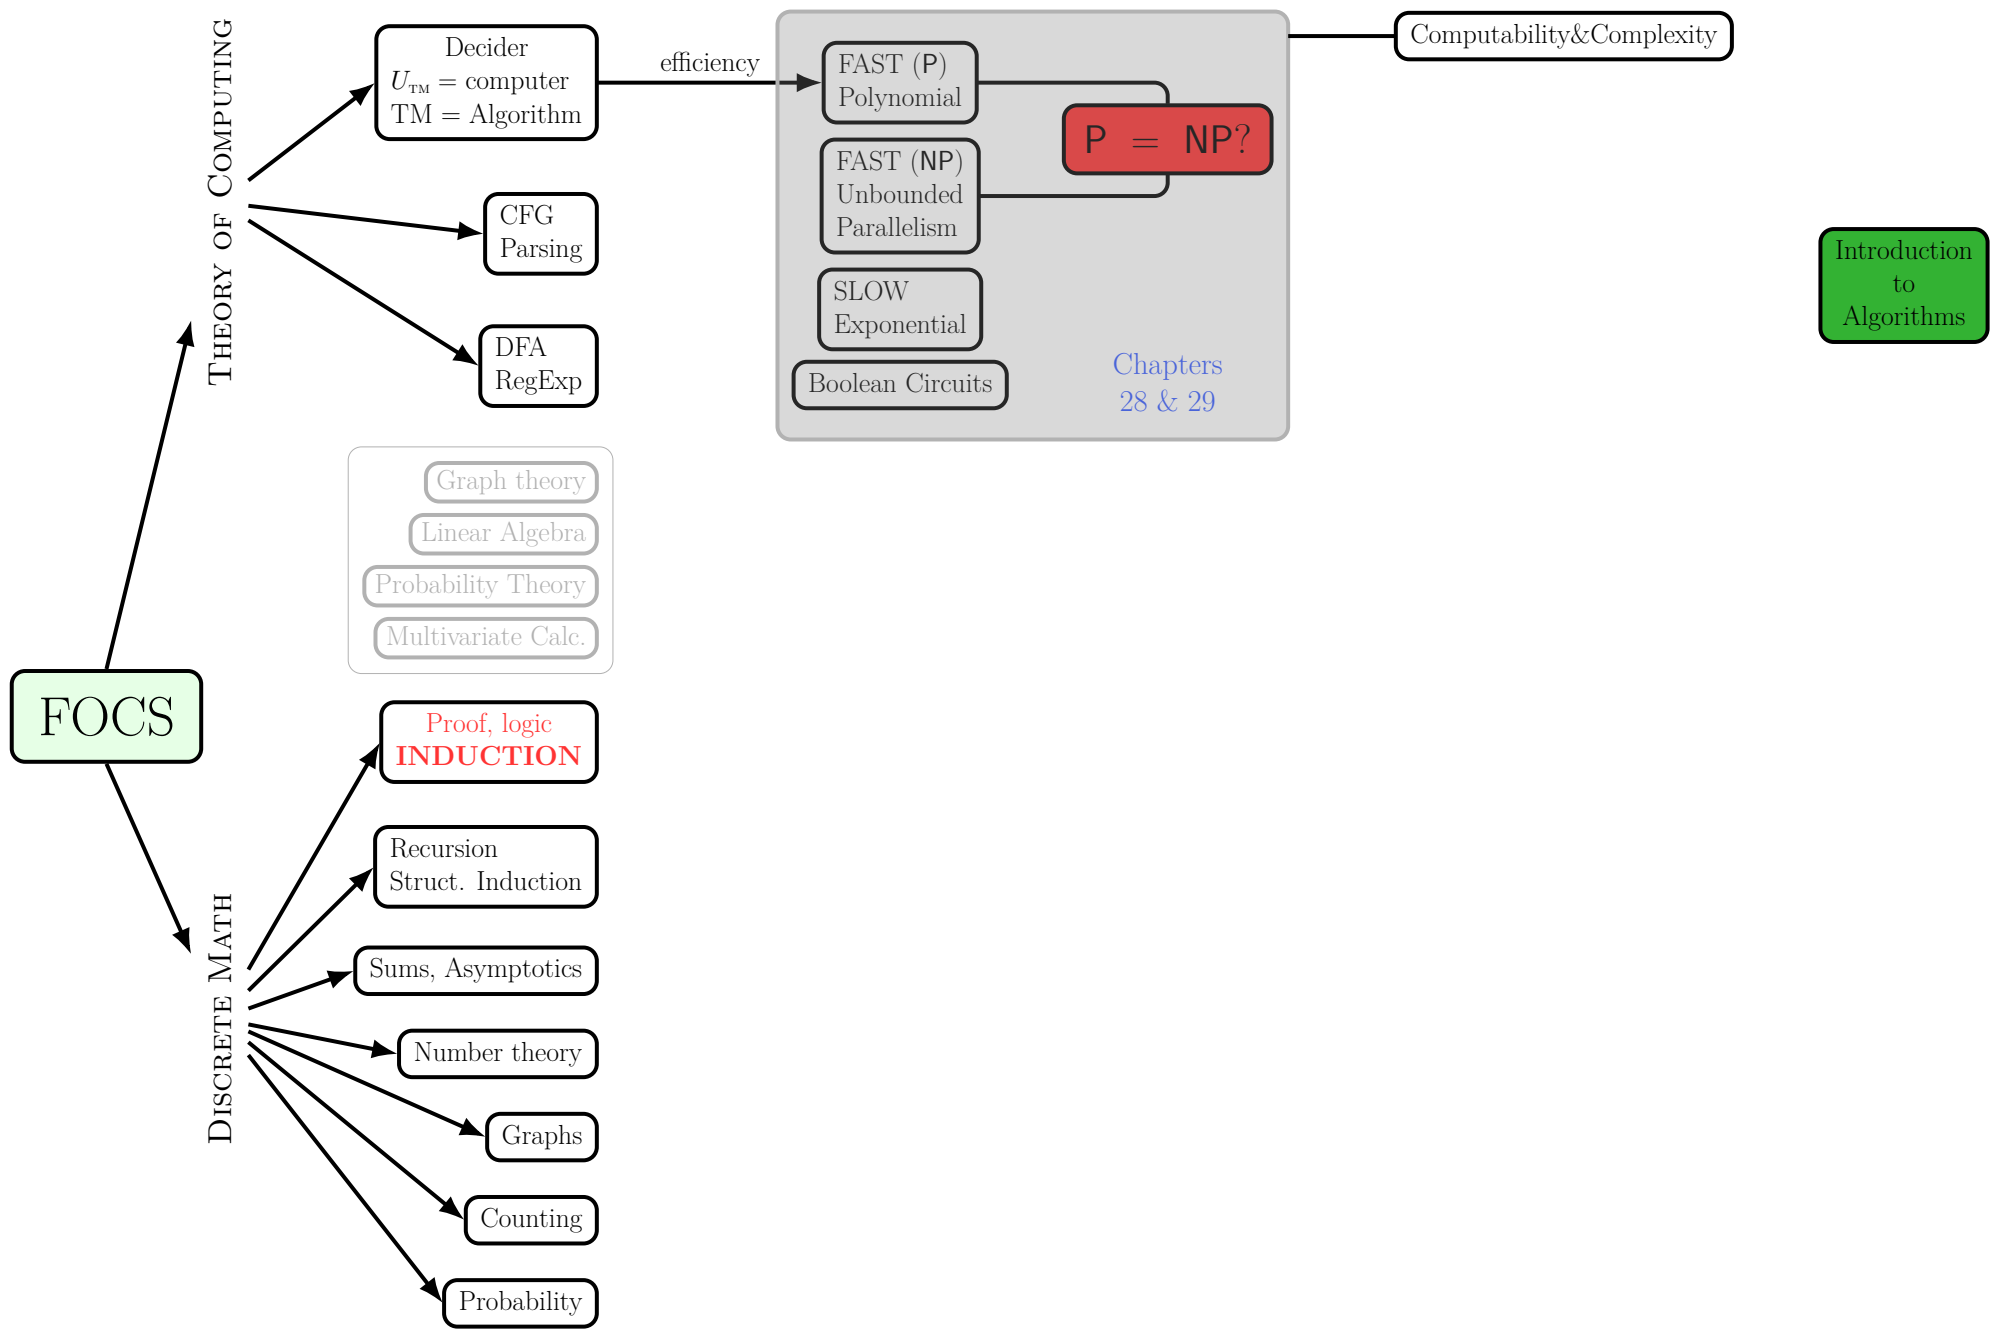 THEORY OF COMPUTING
Decider
U_TM = computer
TM = Algorithm
efficiency
FAST (P)
Polynomial
P = NP?
FAST (NP)
Unbounded
Parallelism
SLOW
Exponential
Boolean Circuits
Chapters
28 & 29
Computability&Complexity
Introduction
to
Algorithms
CFG
Parsing
DFA
RegExp
Graph theory
Linear Algebra
Probability Theory
Multivariate Calc.
FOCS
DISCRETE MATH
Proof, logic
INDUCTION
Recursion
Struct. Induction
Sums, Asymptotics
Number theory
Graphs
Counting
Probability